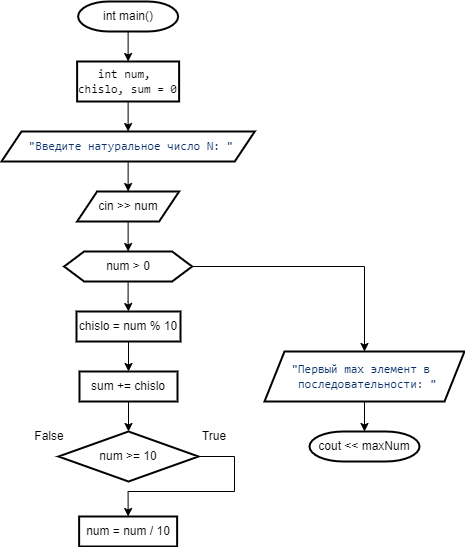 int main()
int num,
chislo, sum = 0
"Введите натуральное число N: "
cin >> num
num > 0
chislo = num % 10
"Первый max элемент в
последовательности: "
sum += chislo
False
True
cout << maxNum
num >= 10
num = num / 10